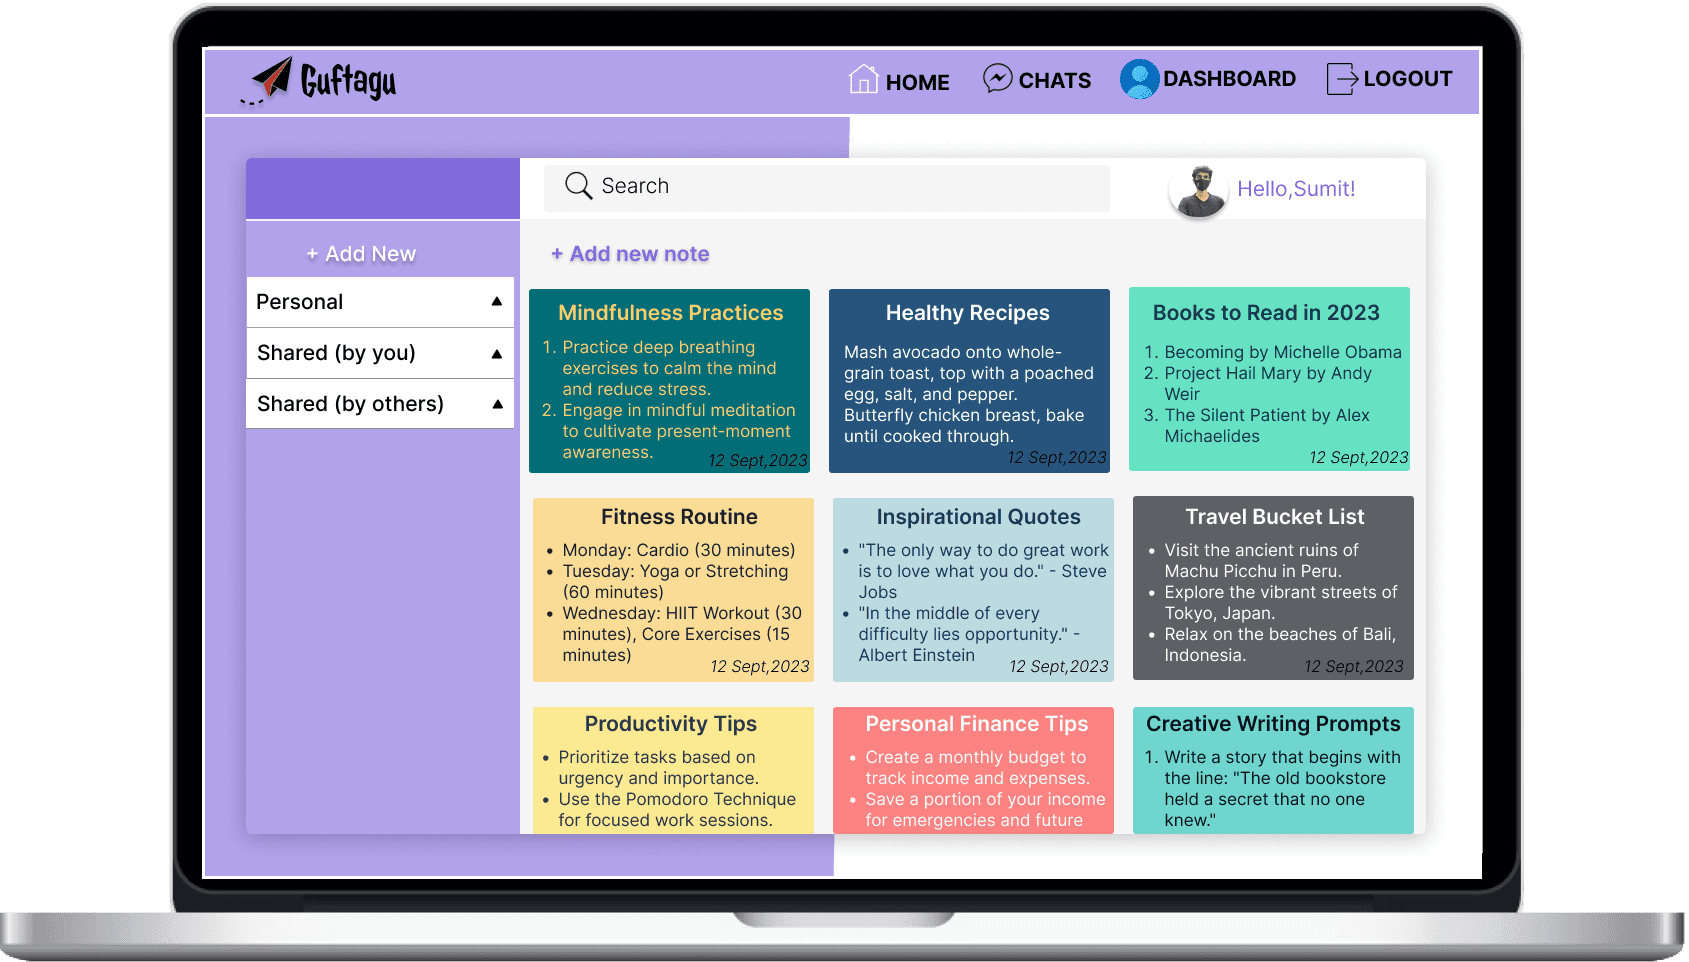 Guftagu
HOME
CHATS
DASHBOARD
LOGOUT
Search
Hello,Sumit!
+ Add New
Personal
Shared (by you)
Shared (by others)
+ Add new note
Mindfulness Practices
1. Practice deep breathing
exercises to calm the mind
and reduce stress.
2. Engage in mindful meditation
to cultivate present-moment
awareness.
12 Sept,2023
Healthy Recipes
Mash avocado onto whole-
grain toast, top with a poached
egg, salt, and pepper.
Butterfly chicken breast, bake
until cooked through.
12 Sept,2023
Books to Read in 2023
1. Becoming by Michelle Obama
2. Project Hail Mary by Andy
Weir
3. The Silent Patient by Alex
Michaelides
12 Sept,2023
Fitness Routine
• Monday: Cardio (30 minutes)
• Tuesday: Yoga or Stretching
(60 minutes)
• Wednesday: HIIT Workout (30
minutes), Core Exercises (15
minutes)
12 Sept,2023
Inspirational Quotes
• "The only way to do great work
is to love what you do." - Steve
Jobs
• "In the middle of every
difficulty lies opportunity." -
Albert Einstein
12 Sept,2023
Travel Bucket List
• Visit the ancient ruins of
Machu Picchu in Peru.
• Explore the vibrant streets of
Tokyo, Japan.
• Relax on the beaches of Bali,
Indonesia.
12 Sept,2023
Productivity Tips
• Prioritize tasks based on
urgency and importance.
• Use the Pomodoro Technique
for focused work sessions.
Personal Finance Tips
• Create a monthly budget to
track income and expenses.
• Save a portion of your income
for emergencies and future
Creative Writing Prompts
1. Write a story that begins with
the line: "The old bookstore
held a secret that no one
knew."